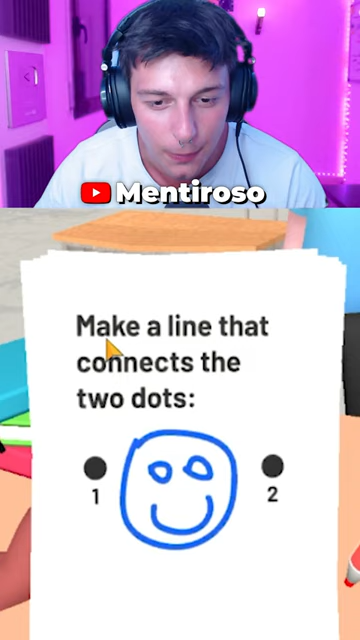 Mentiroso
Make a line that
connects the
two dots:
1
2